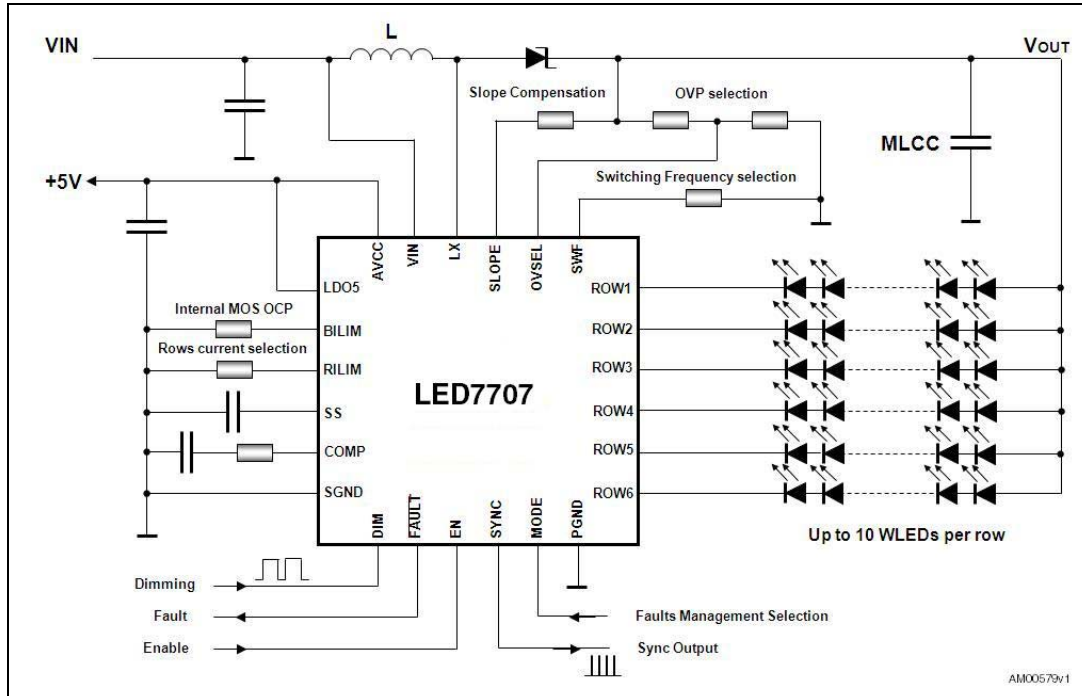 VIN
L
VOUT
Slope Compensation
OVP selection
MLCC
+5V
Switching Frequency selection
AVCC
VIN
LX
SLOPE
OVSEL
SWF
LDO5
ROW1
Internal MOS OCP
BILIM
ROW2
Rows current selection
RILIM
ROW3
LED7707
SS
ROW4
COMP
ROW5
SGND
ROW6
DIM
FAULT
EN
SYNC
MODE
PGND
Up to 10 WLEDs per row
Dimming
Fault
Faults Management Selection
Enable
Sync Output
AM00579v1